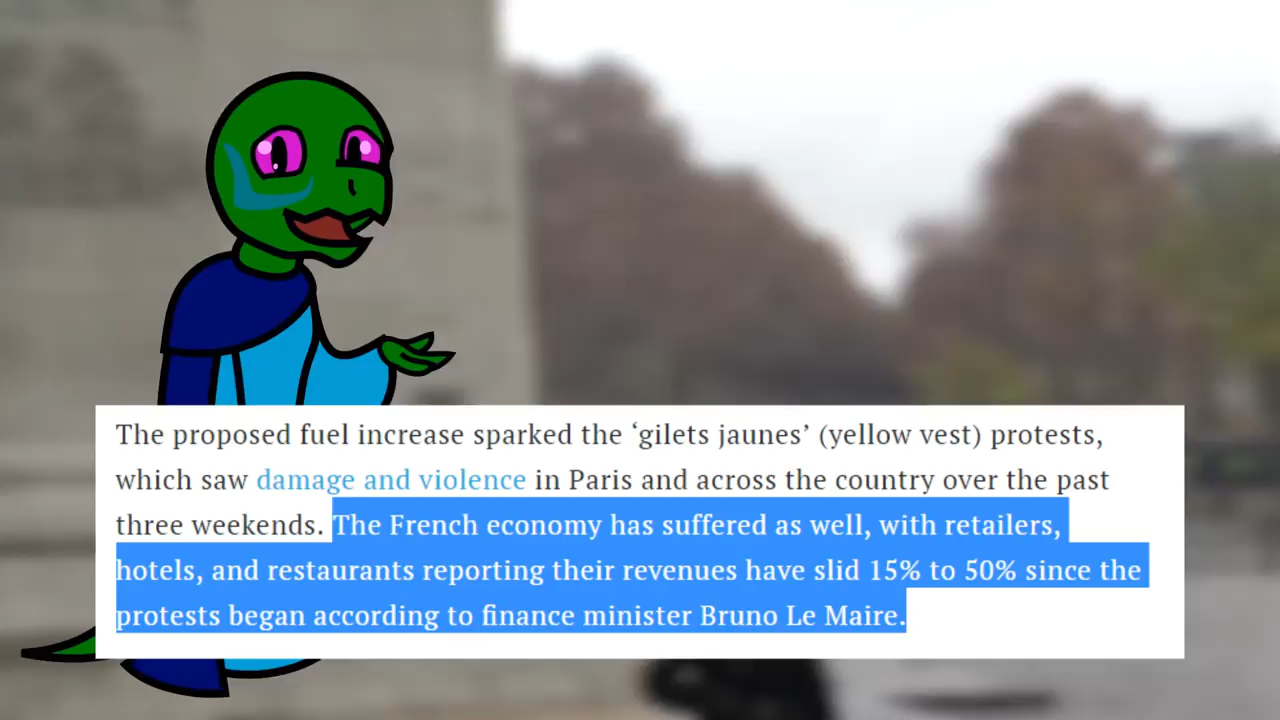 The proposed fuel increase sparked the ‘gilets jaunes’ (yellow vest) protests,
which saw damage and violence in Paris and across the country over the past
three weekends. The French economy has suffered as well, with retailers,
hotels, and restaurants reporting their revenues have slid 15% to 50% since the
protests began according to finance minister Bruno Le Maire.